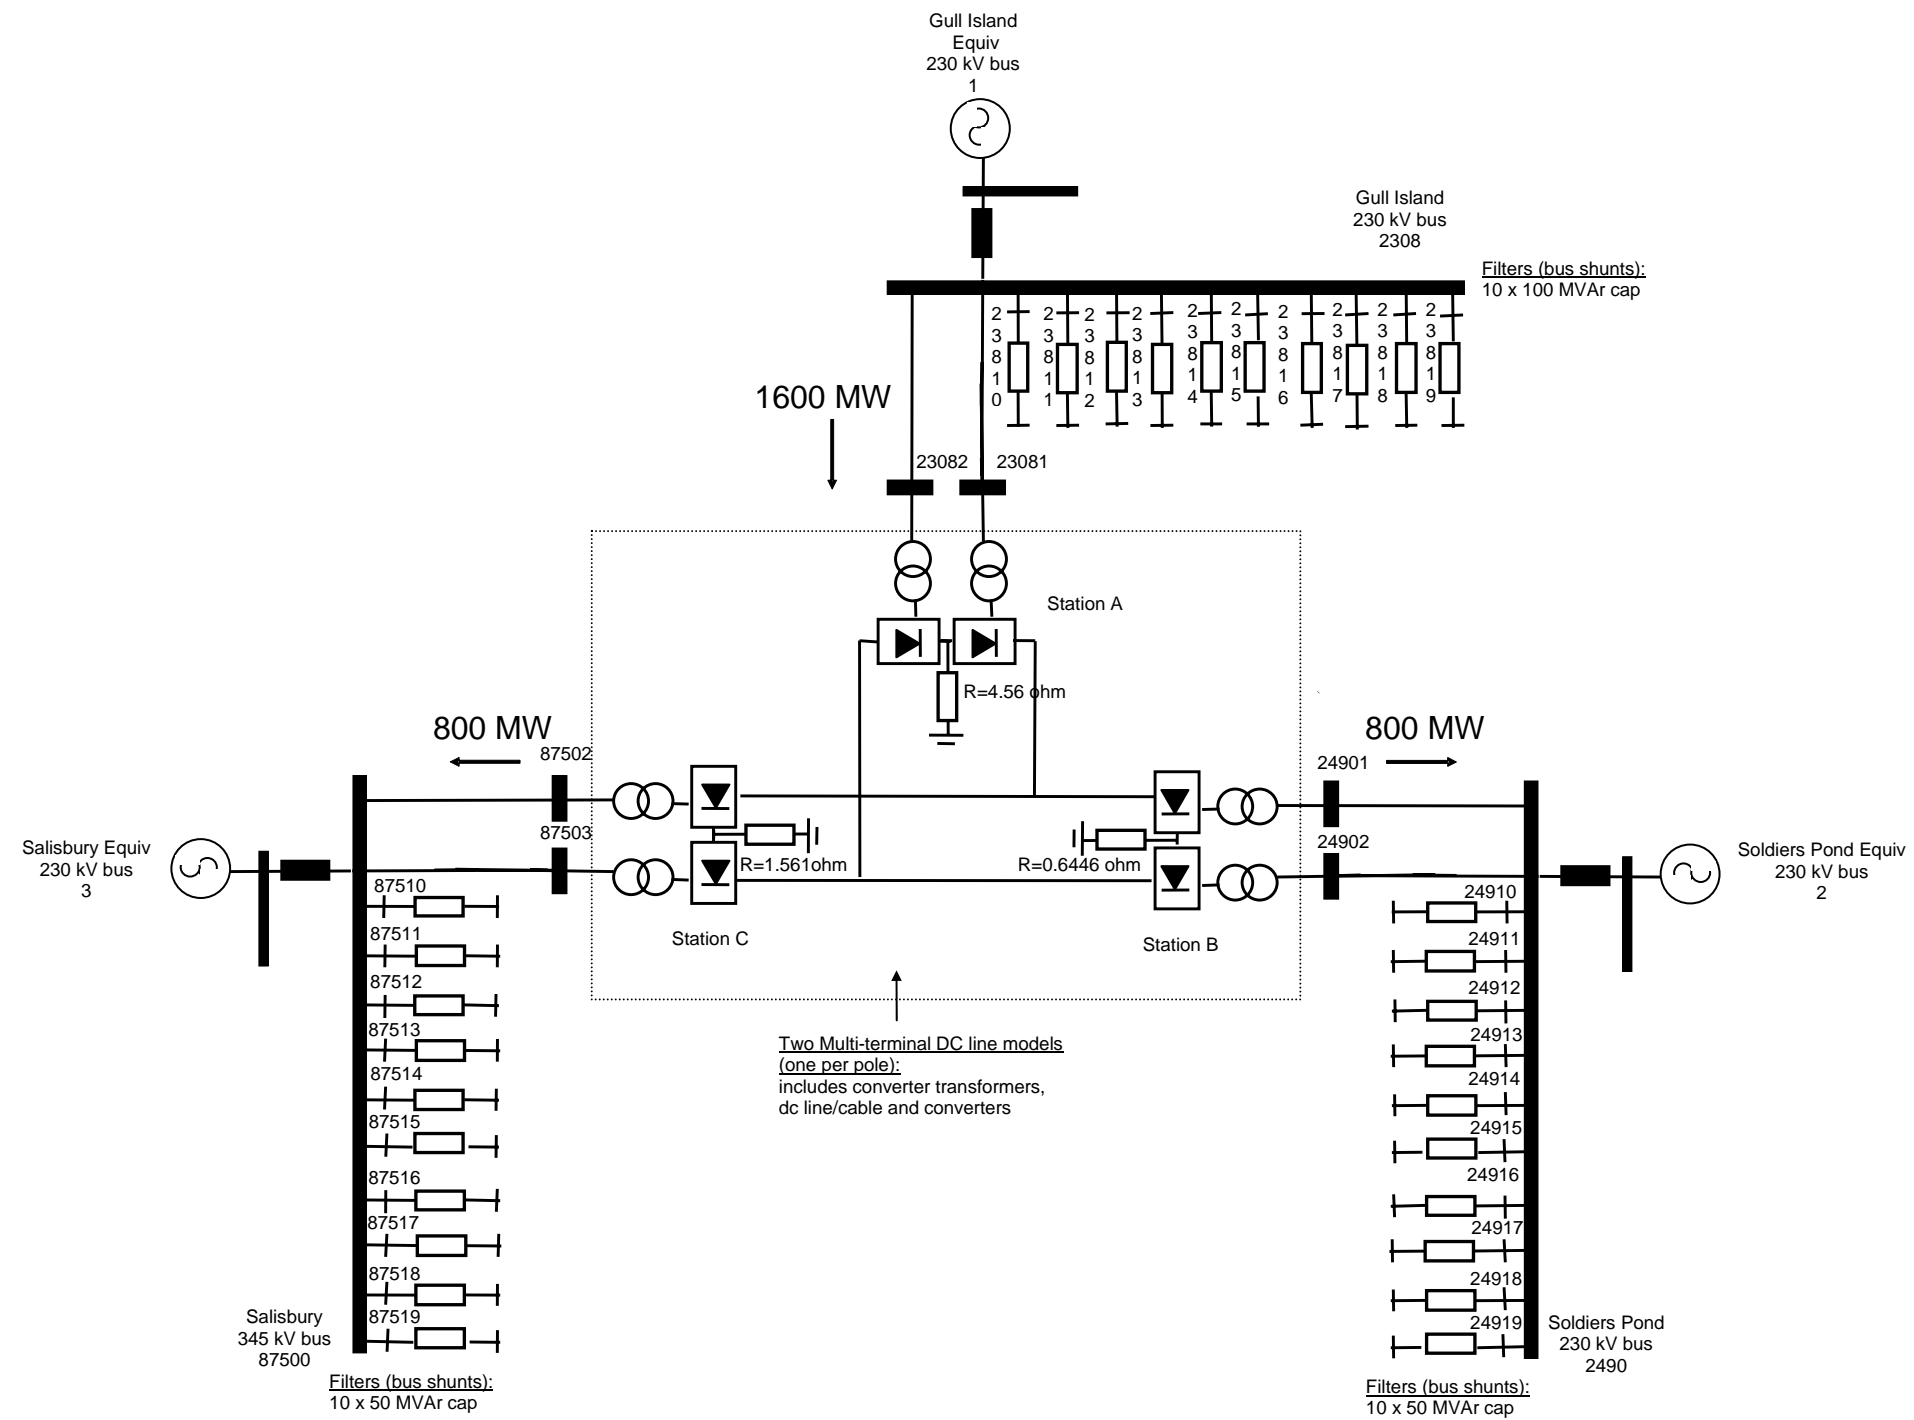 Gull Island
Equiv
230 kV bus
1
Gull Island
230 kV bus
2308
Filters (bus shunts):
10 x 100 MVAr cap
23810
23811
23812
23813
23814
23815
23816
23817
23818
23819
1600 MW
23082
23081
Station A
R=4.56 ohm
800 MW
87502
87503
800 MW
24901
24902
Salisbury Equiv
230 kV bus
3
R=1.561ohm
R=0.6446 ohm
Soldiers Pond Equiv
230 kV bus
2
Station C
Station B
87510
87511
87512
87513
87514
87515
87516
87517
87518
87519
24910
24911
24912
24913
24914
24915
24916
24917
24918
24919
Two Multi-terminal DC line models
(one per pole):
includes converter transformers,
dc line/cable and converters
Salisbury
345 kV bus
87500
Filters (bus shunts):
10 x 50 MVAr cap
Soldiers Pond
230 kV bus
2490
Filters (bus shunts):
10 x 50 MVAr cap